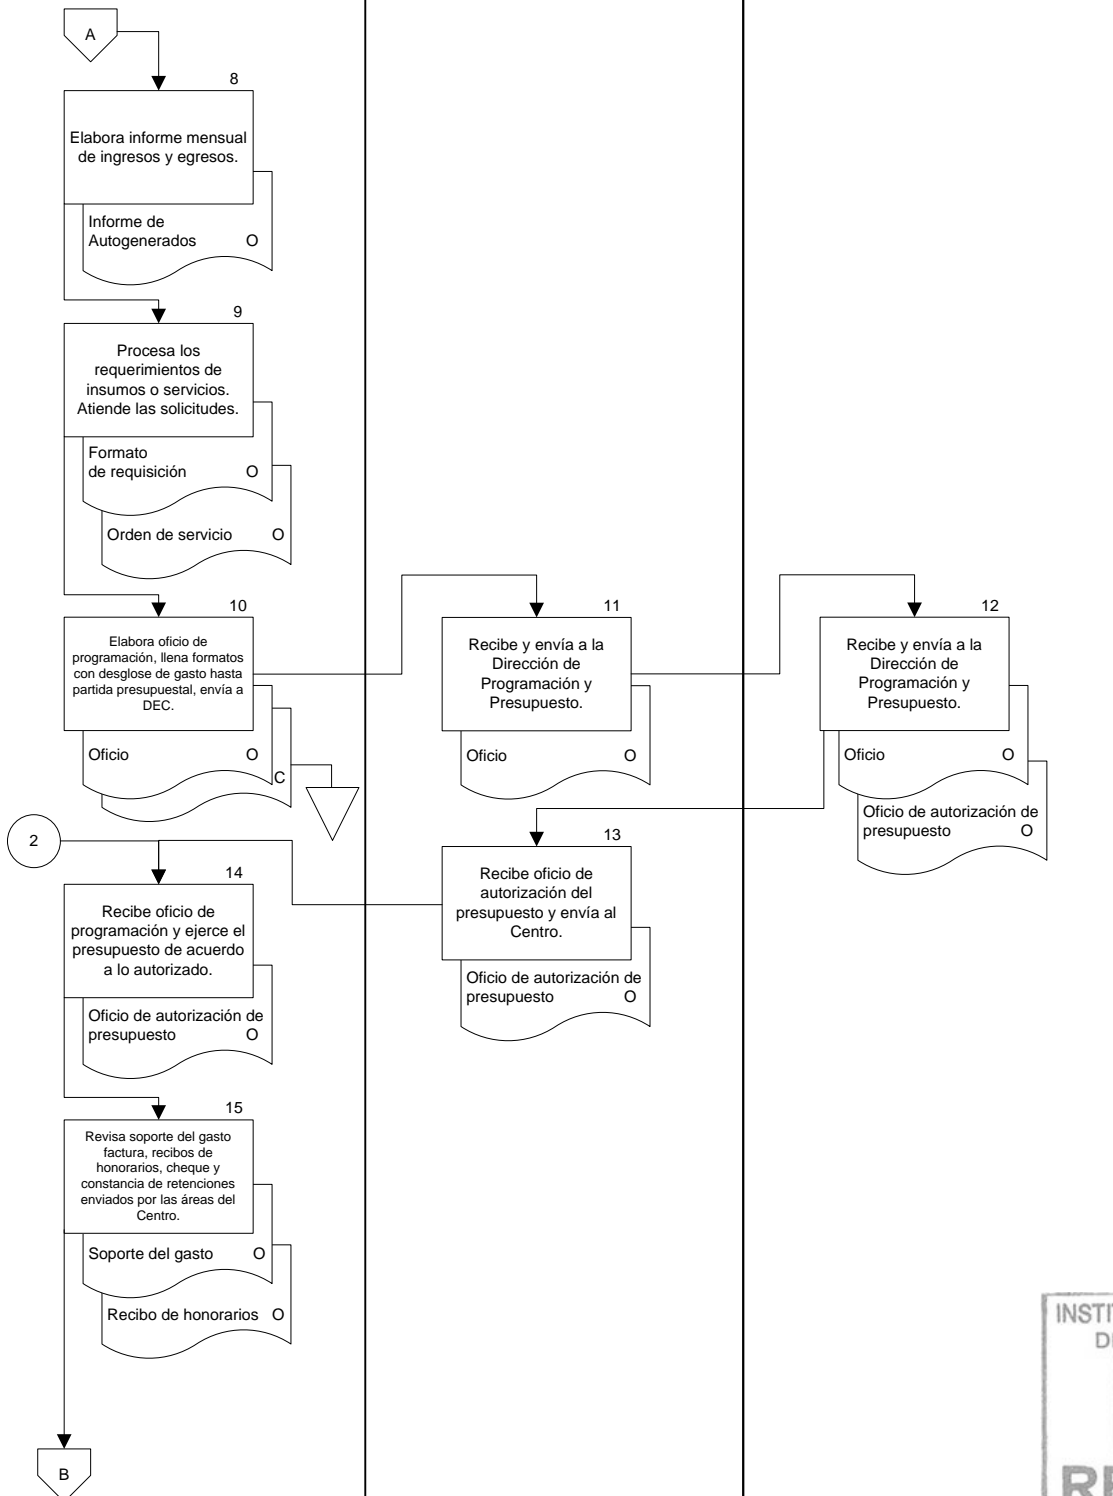 A
8
Elabora informe mensual
de ingresos y egresos.
Informe de
Autogenerados O
9
Procesa los
requerimientos de
insumos o servicios.
Atiende las solicitudes.
Formato
de requisición O
Orden de servicio O
10
Elabora oficio de
programación, llena formatos
con desglose de gasto hasta
partida presupuestal, envía a
DEC.
Oficio O
C
11
Recibe y envía a la
Dirección de
Programación y
Presupuesto.
Oficio O
12
Recibe y envía a la
Dirección de
Programación y
Presupuesto.
Oficio O
Oficio de autorización de
presupuesto O
13
Recibe oficio de
autorización del
presupuesto y envía al
Centro.
Oficio de autorización de
presupuesto O
2
14
Recibe oficio de
programación y ejerce el
presupuesto de acuerdo
a lo autorizado.
Oficio de autorización de
presupuesto O
15
Revisa soporte del gasto
factura, recibos de
honorarios, cheque y
constancia de retenciones
enviados por las áreas del
Centro.
Soporte del gasto O
Recibo de honorarios O
B